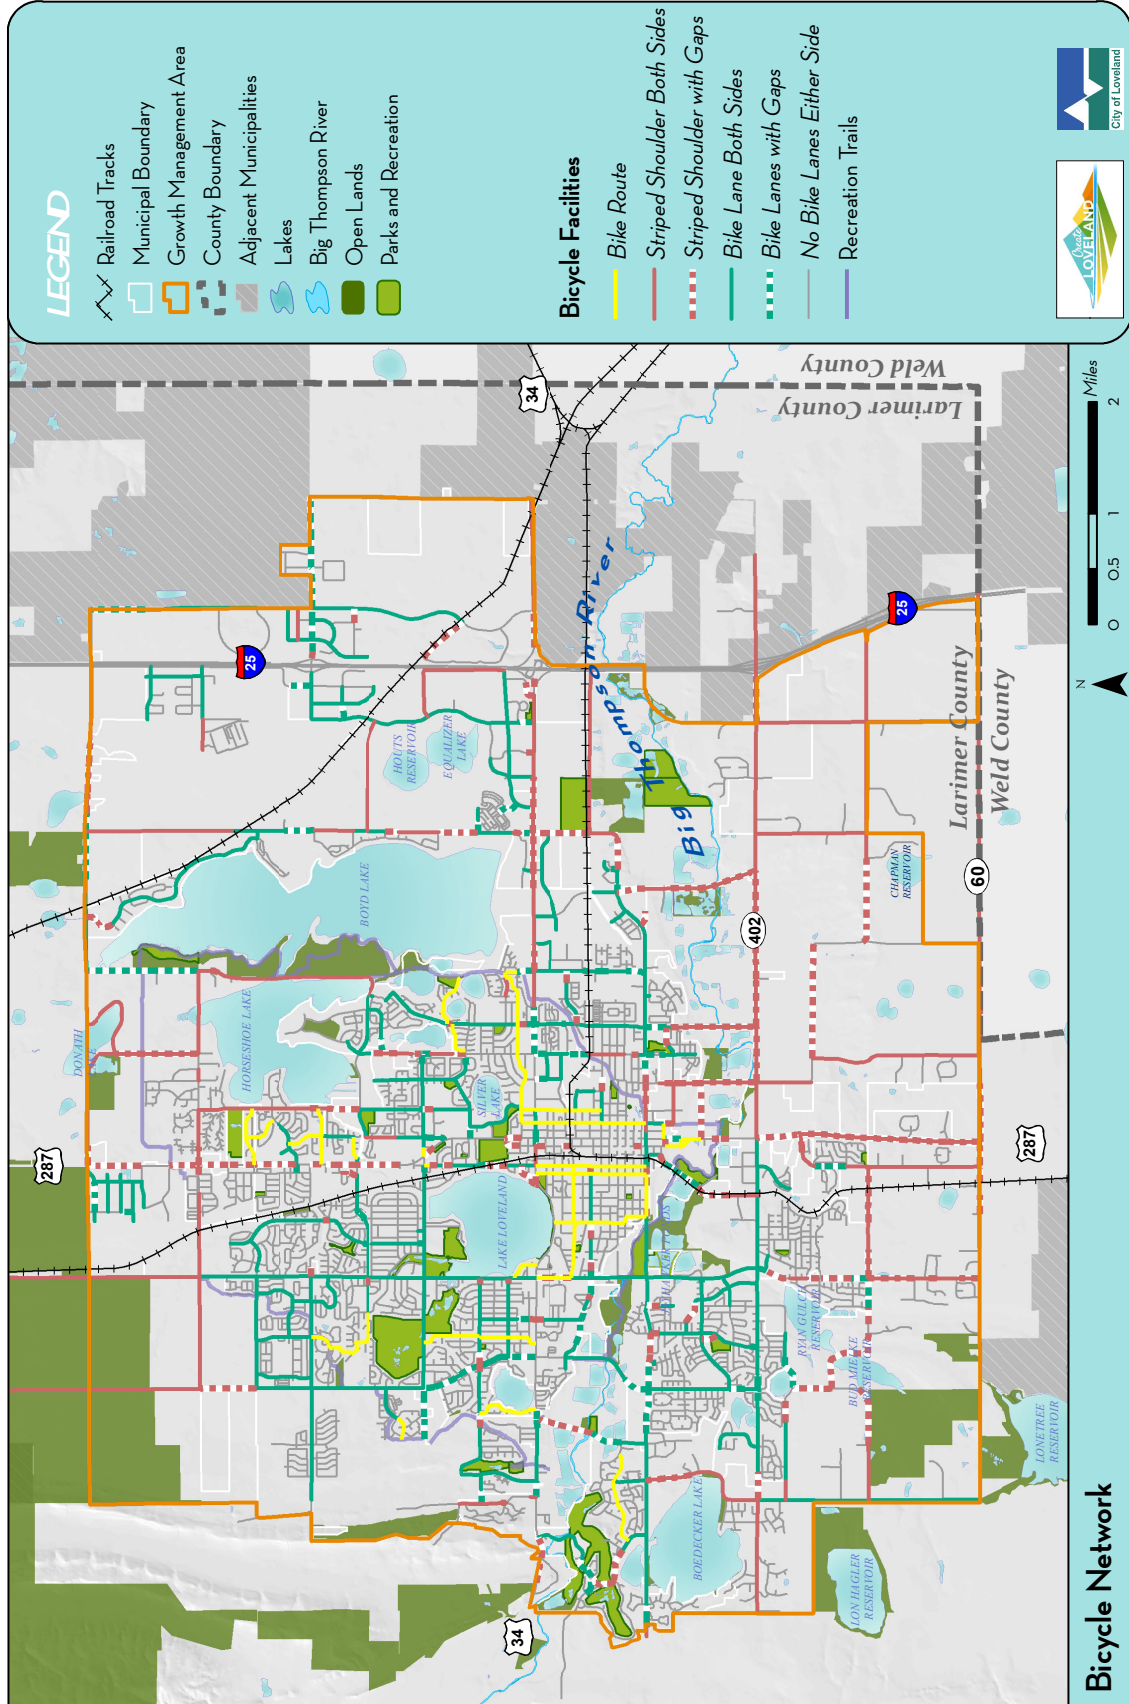 LEGEND
Railroad Tracks
Municipal Boundary
Growth Management Area
County Boundary
Adjacent Municipalities
Lakes
Big Thompson River
Open Lands
Parks and Recreation
Bicycle Facilities
Bike Route
Striped Shoulder Both Sides
Striped Shoulder with Gaps
Bike Lane Both Sides
Bike Lanes with Gaps
No Bike Lanes Either Side
Recreation Trails
Create
LOVELAND
City of Loveland
287
25
34
Weld County
Larimer County
HOUTS
RESERVOIR
EQUALIZER
LAKE
BOYD LAKE
DONATH
HORSESHOE LAKE
SILVER
LAKE
LAKE LOVELAND
Big Thompson River
402
25
CHAPMAN
RESERVOIR
Larimer County
Weld County
60
287
RYAN GULCH
RESERVOIR
BUD MIELKE
RESERVOIR
BOEDECKER LAKE
LON HAGLER
RESERVOIR
LONETREE
RESERVOIR
34
Bicycle Network
N
0 0.5 1 2
Miles